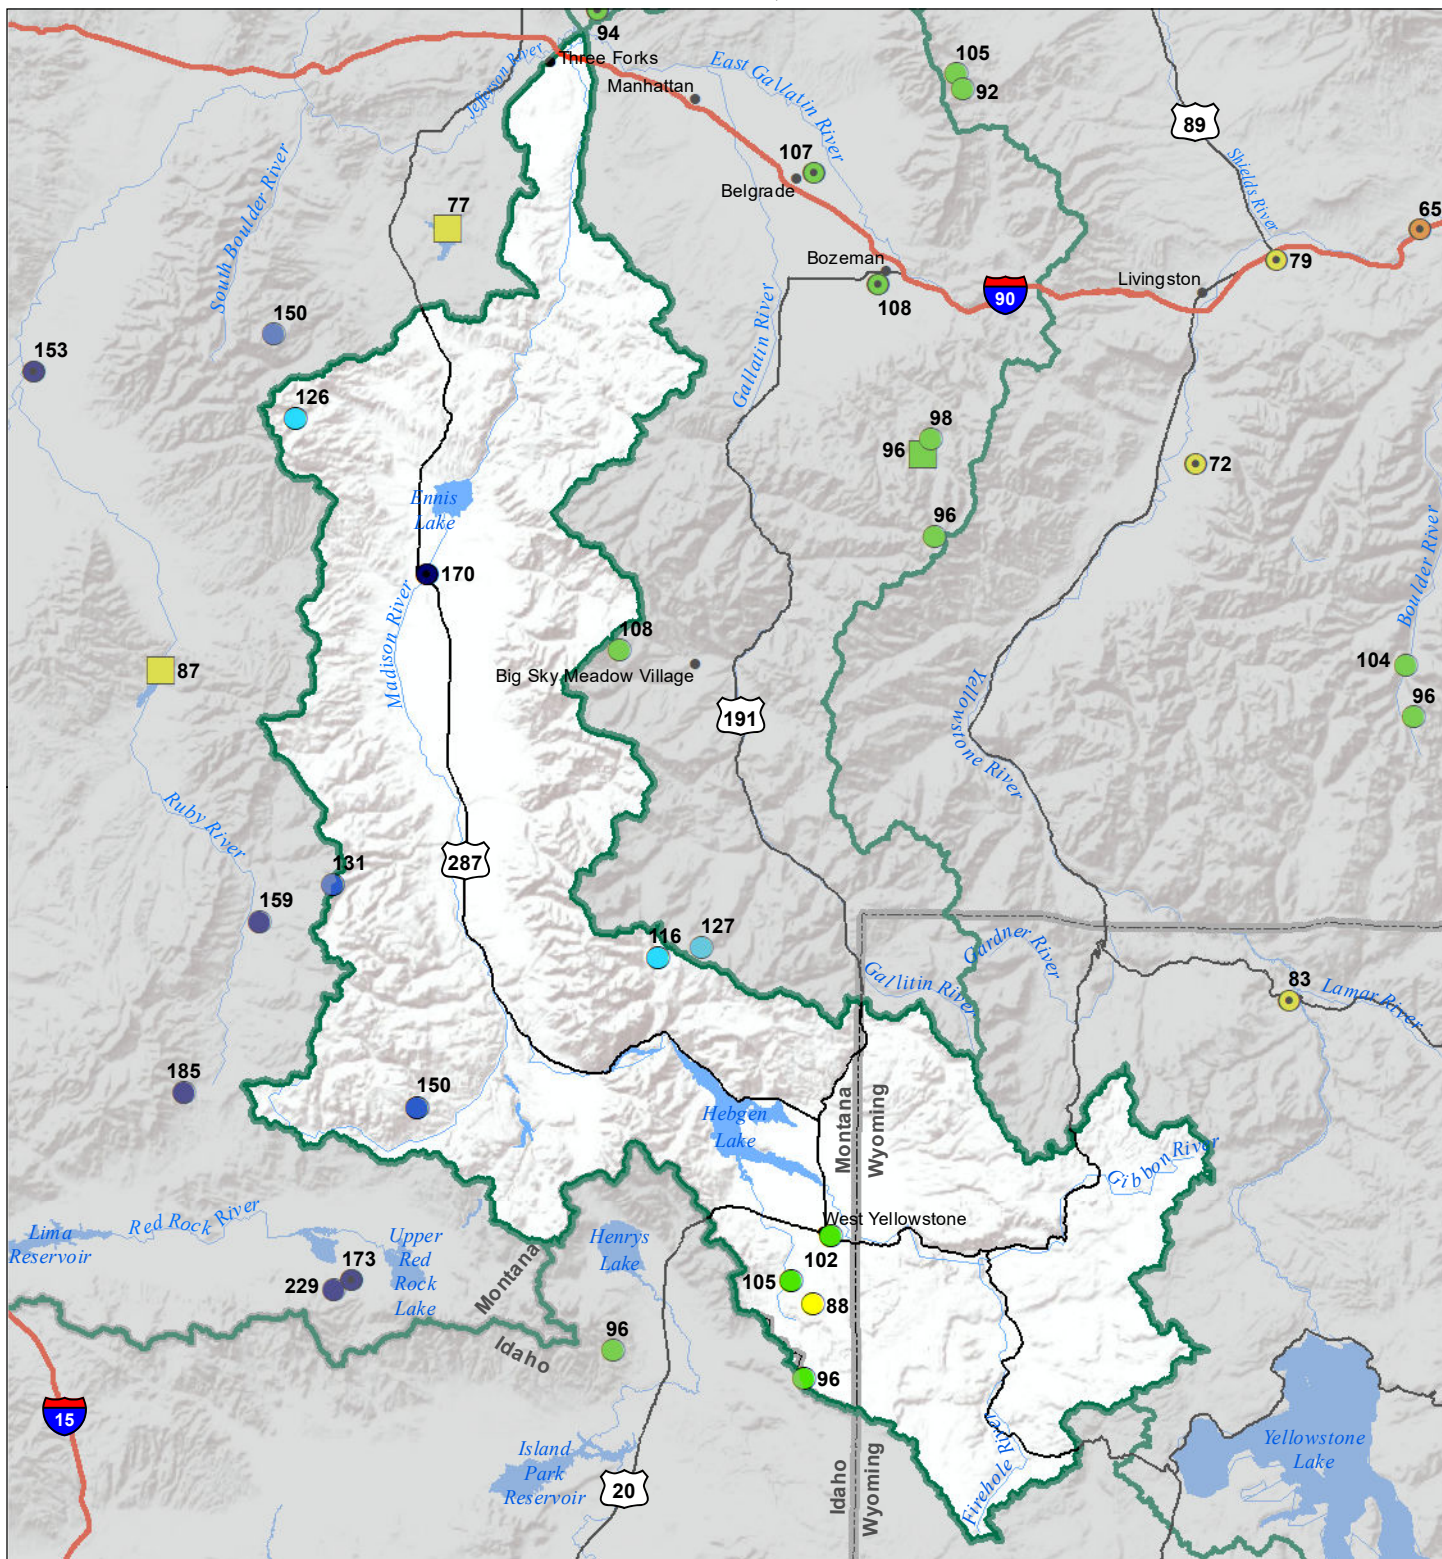 94
Three Forks
Jefferson River
Manhattan
East Gallatin River
105
92
89
Shields River
107
Belgrade
South Boulder River
77
65
Bozeman
108
90
Livingston
79
150
153
Gallatin River
126
98
96
72
Ennis
Lake
96
170
Boulder River
Madison River
108
Big Sky Meadow Village
87
104
96
191
Yellowstone River
Ruby River
131
287
159
116
127
Gardner River
Gallitin River
83
Lamar River
185
150
Hebgen
Lake
Montana
Wyoming
Gibbon River
Red Rock River
Lima
Reservoir
Upper
Red
Rock
Lake
Henrys
Lake
West Yellowstone
102
173
229
105
88
Montana
Idaho
96
96
15
Island
Park
Reservoir
20
Idaho
Wyoming
Firehole River
Yellowstone
Lake